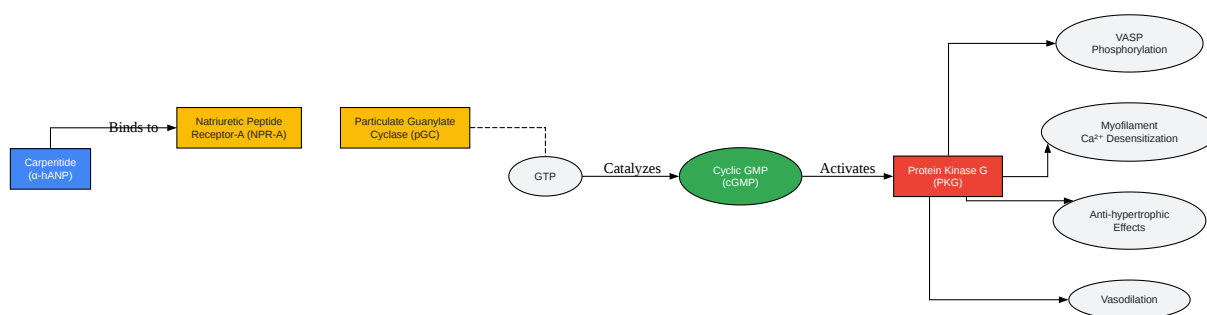 Carperitide
(α-hANP)
Binds to
Natriuretic Peptide
Receptor-A (NPR-A)
Particulate Guanylate
Cyclase (pGC)
GTP
Catalyzes
Cyclic GMP
(cGMP)
Activates
Protein Kinase G
(PKG)
VASP
Phosphorylation
Myofilament
Ca²⁺ Desensitization
Anti-hypertrophic
Effects
Vasodilation